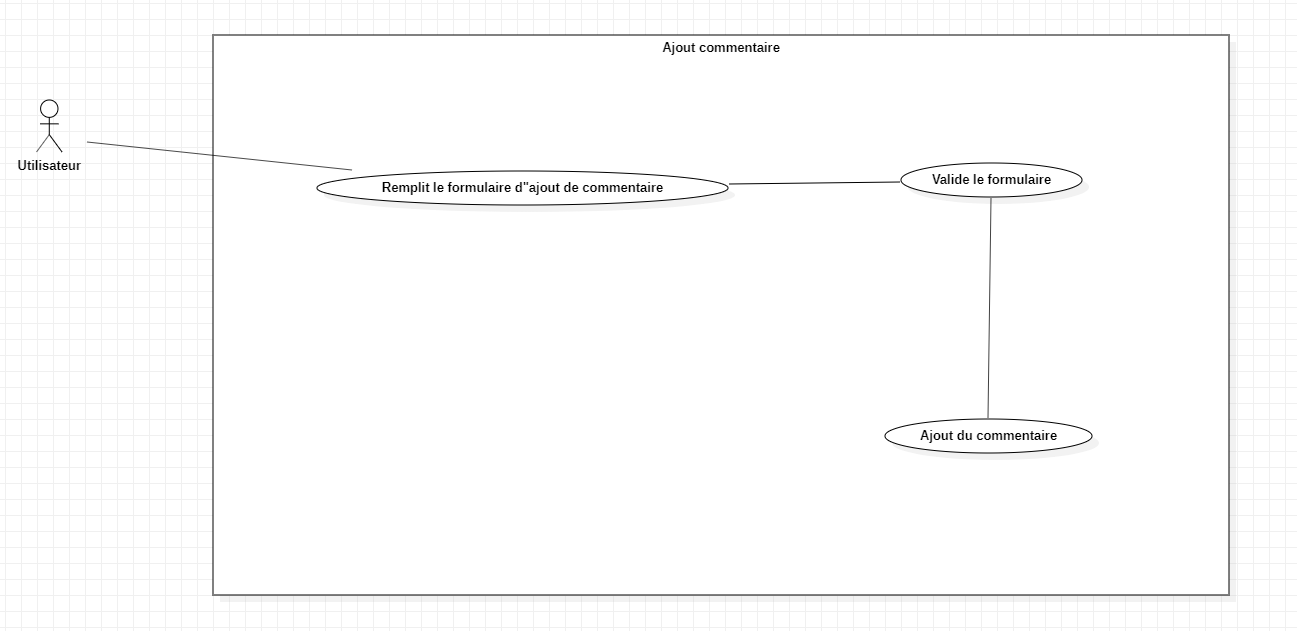 Ajout commentaire
Utilisateur
Remplit le formulaire d"ajout de commentaire
Valide le formulaire
Ajout du commentaire